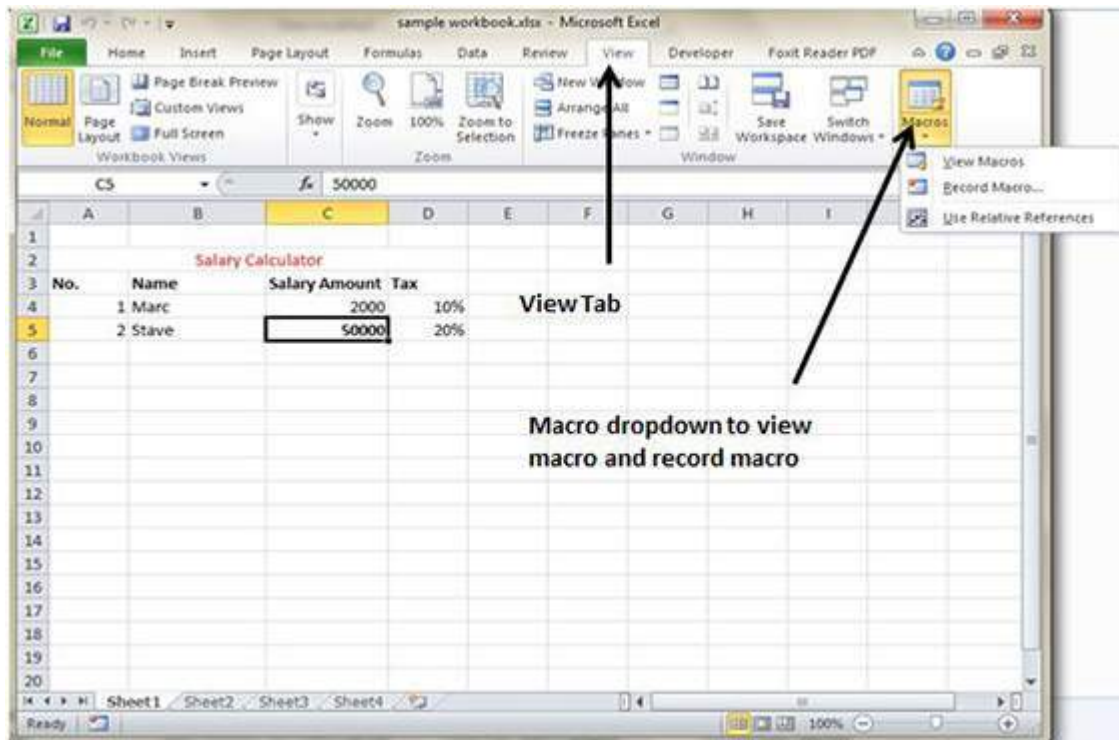 sample workbook.xlsx - Microsoft Excel
File Home Insert Page Layout Formulas Data Review View Developer Foxit Reader PDF
Normal
Page Layout
Page Break Preview
Custom Views
Full Screen
Workbook Views
Show
Zoom
100%
Zoom to Selection
Zoom
New Window
Arrange All
Freeze Panes
Save Workspace
Switch Windows
Window
Macros
View Macros
Record Macro...
Use Relative References
C5 fx 50000
A B C D E F G H I
1
2 Salary Calculator
3 No. Name Salary Amount Tax
4 1 Marc 2000 10%
5 2 Stave 50000 20%
6
7
8
9
10
11
12
13
14
15
16
17
18
19
20
View Tab
Macro dropdown to view
macro and record macro
Sheet1 Sheet2 Sheet3 Sheet4
Ready 100%